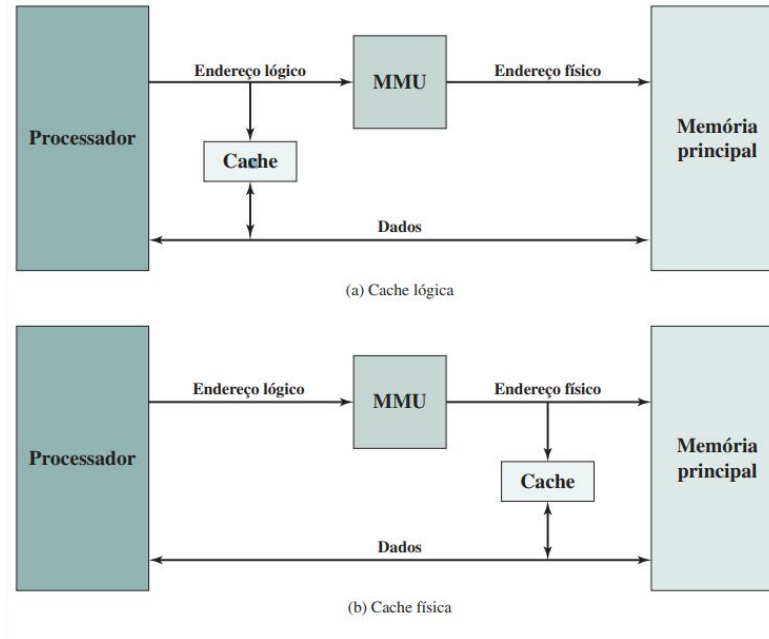 Endereço lógico
MMU
Endereço físico
Processador
Cache
Memória
principal
Dados
(a) Cache lógica
Endereço lógico
MMU
Endereço físico
Processador
Cache
Memória
principal
Dados
(b) Cache física